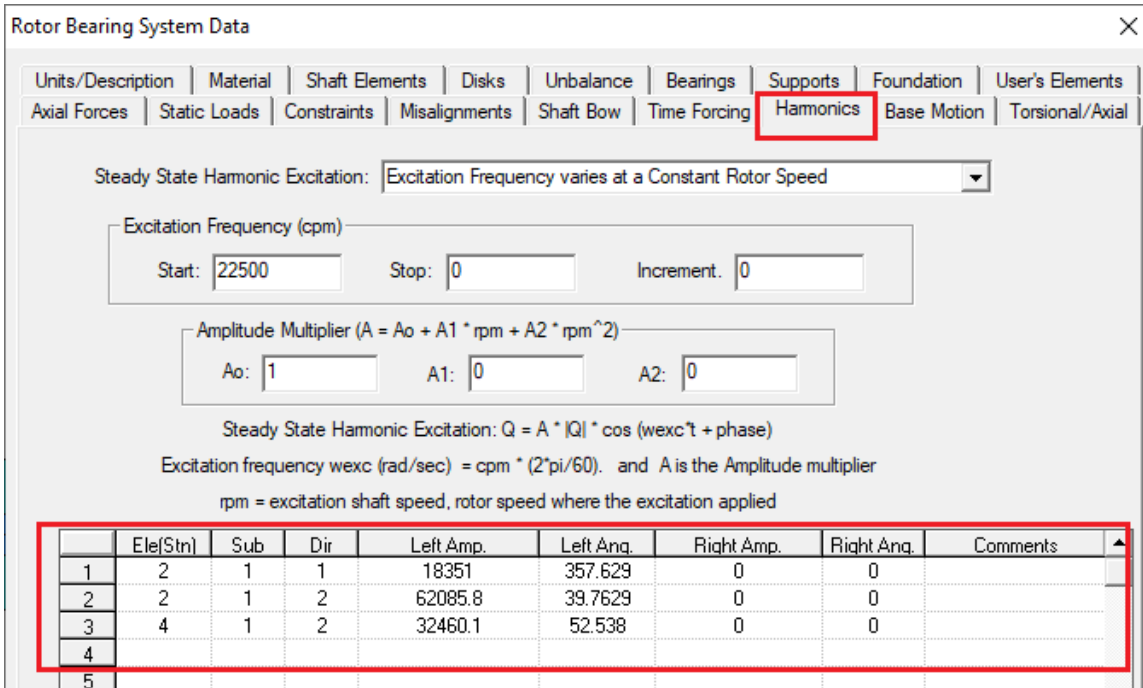 Rotor Bearing System Data
Units/Description Material Shaft Elements Disks Unbalance Bearings Supports Foundation User's Elements
Axial Forces Static Loads Constraints Misalignments Shaft Bow Time Forcing Harmonics Base Motion Torsional/Axial
Steady State Harmonic Excitation: Excitation Frequency varies at a Constant Rotor Speed
Excitation Frequency (cpm)
Start: 22500 Stop: 0 Increment. 0
Amplitude Multiplier (A = Ao + A1 * rpm + A2 * rpm^2)
Ao: 1 A1: 0 A2: 0
Steady State Harmonic Excitation: Q = A * |Q| * cos (wexc*t + phase)
Excitation frequency wexc (rad/sec) = cpm * (2*pi/60). and A is the Amplitude multiplier
rpm = excitation shaft speed, rotor speed where the excitation applied
Ele(Stn) Sub Dir Left Amp. Left Ang. Right Amp. Right Ang. Comments
1 2 1 1 18351 357.629 0 0
2 2 1 2 62085.8 39.7629 0 0
3 4 1 2 32460.1 52.538 0 0
4
5